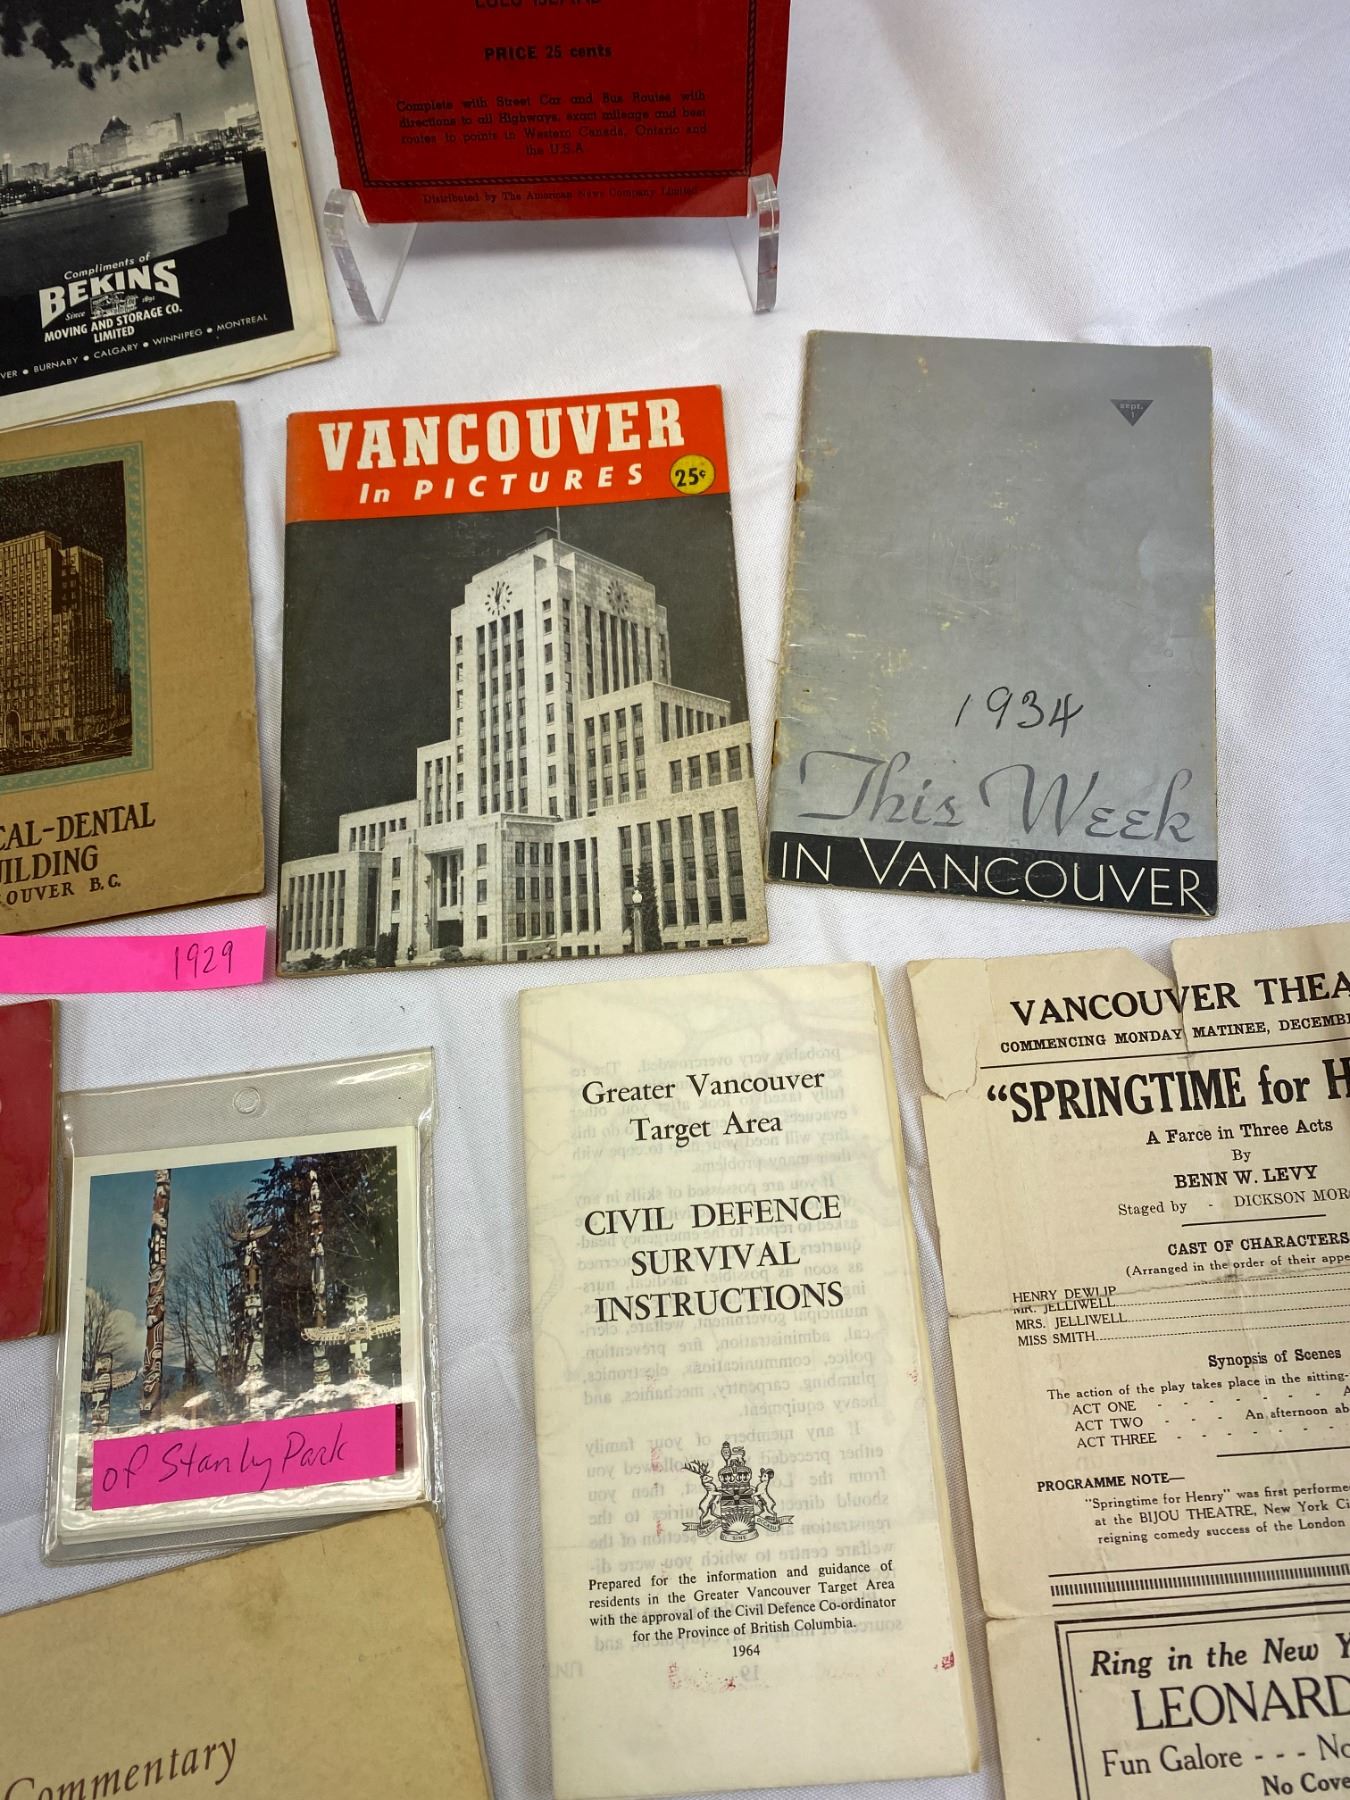 PRICE 25 cents
Complete with Street Car and Bus Routes with
directions to all Highways, exact mileage and best
routes to points in Western Canada, Ontario and
the U.S.A.
Distributed by The American News Company Limited
Compliments of
BEKINS
Since 1891
MOVING AND STORAGE CO.
LIMITED
VER • BURNABY • CALGARY • WINNIPEG • MONTREAL
VANCOUVER
In PICTURES
25¢
sept.
1
1934
This Week
IN VANCOUVER
CAL-DENTAL
UILDING
OUVER B.C.
1929
of Stanly Park
Commentary
Greater Vancouver
Target Area
CIVIL DEFENCE
SURVIVAL
INSTRUCTIONS
Prepared for the information and guidance of
residents in the Greater Vancouver Target Area
with the approval of the Civil Defence Co-ordinator
for the Province of British Columbia.
1964
VANCOUVER THEA
COMMENCING MONDAY MATINEE, DECEMB
"SPRINGTIME for H
A Farce in Three Acts
By
BENN W. LEVY
Staged by - DICKSON MOR
CAST OF CHARACTERS
(Arranged in the order of their appe
HENRY DEWLIP
MR. JELLIWELL
MRS. JELLIWELL
MISS SMITH
Synopsis of Scenes
The action of the play takes place in the sitting-
ACT ONE - - - - - A
ACT TWO - - - An afternoon ab
ACT THREE - - - - - -
PROGRAMME NOTE—
"Springtime for Henry" was first performe
at the BIJOU THEATRE, New York Ci
reigning comedy success of the London
Ring in the New Y
LEONARD
Fun Galore - - - No
No Cove